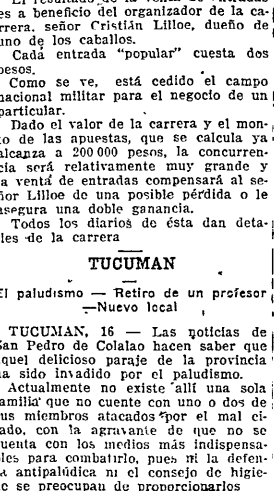 El resultado de la venta
es a beneficio del organizador de la ca-
rrera, señor Cristián Lilloe, dueño de
uno de los caballos.
Cada entrada “popular” cuesta dos
pesos.
Como se ve, está cedido el campo
nacional militar para el negocio de un
particular.
Dado el valor de la carrera y el mon-
to de las apuestas, que se calcula ya
alcanza a 200 000 pesos, la concurren-
cia será relativamente muy grande y
la venta de entradas compensará al se-
ñor Lilloe de una posible pérdida o le
asegura una doble ganancia.
Todos los diarios de ésta dan deta-
les de la carrera
TUCUMAN
El paludismo — Retiro de un profesor
—Nuevo local
TUCUMAN, 16 — Las noticias de
San Pedro de Colalao hacen saber que
aquel delicioso paraje de la provincia
ha sido invadido por el paludismo.
Actualmente no existe allí una sola
familia que no cuente con uno o dos de
sus miembros atacados por el mal ci-
tado, con la agravante de que no se
cuenta con los medios más indispensa-
bles para combatirlo, pues ni la defen-
sa antipalúdica ni el consejo de higie-
ne se preocupan de proporcionarlos